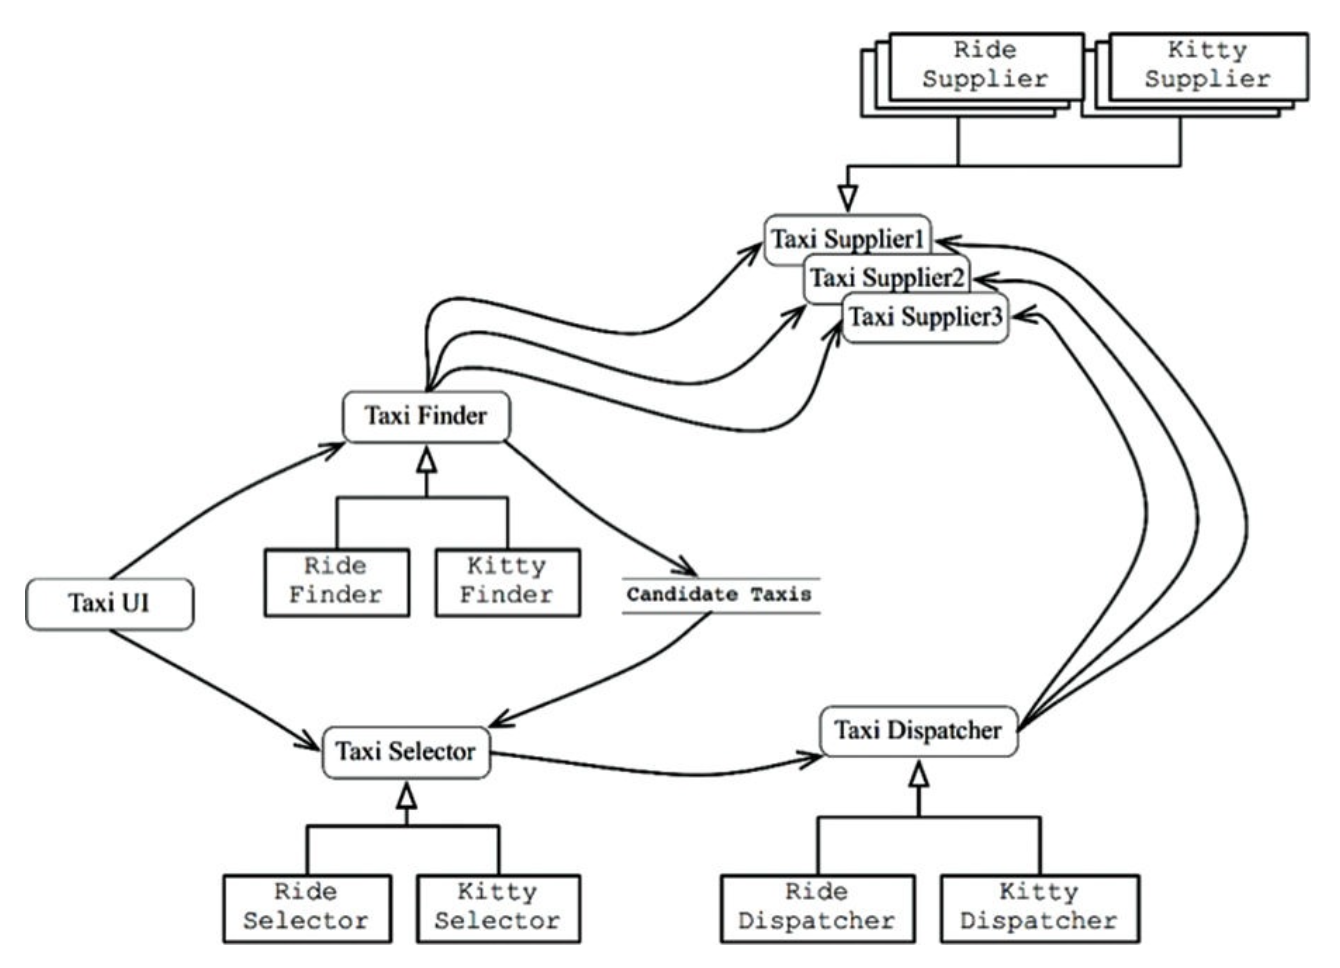 Ride
Supplier
Kitty
Supplier
Taxi Supplier1
Taxi Supplier2
Taxi Supplier3
Taxi Finder
Ride
Finder
Kitty
Finder
Taxi UI
Candidate Taxis
Taxi Selector
Taxi Dispatcher
Ride
Selector
Kitty
Selector
Ride
Dispatcher
Kitty
Dispatcher